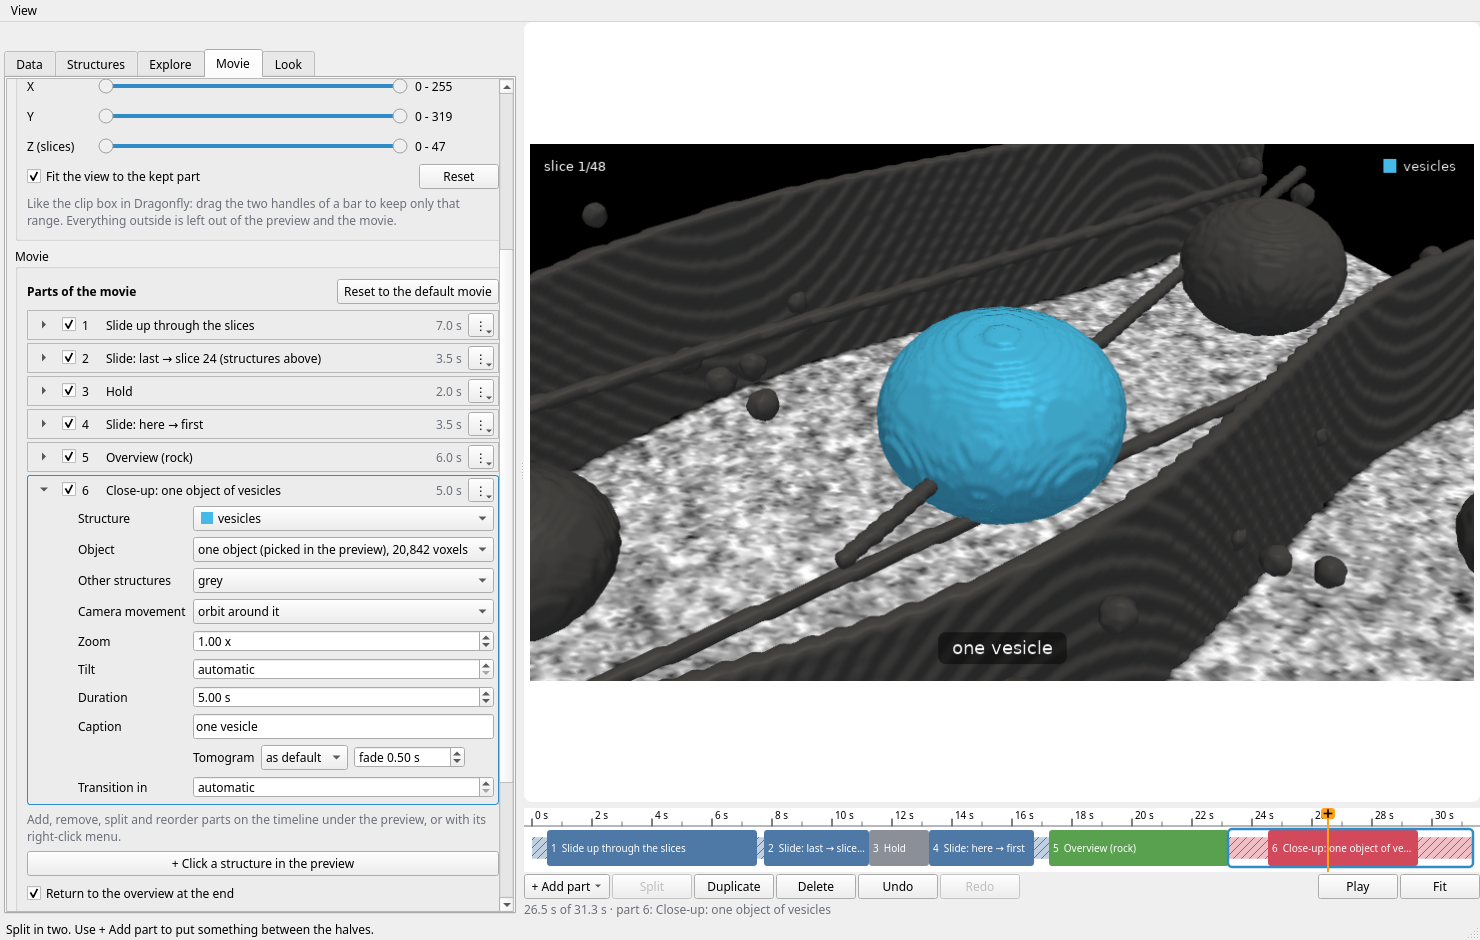 View
Data
Structures
Explore
Movie
Look
X 0 - 255
Y 0 - 319
Z (slices) 0 - 47
Fit the view to the kept part
Reset
Like the clip box in Dragonfly: drag the two handles of a bar to keep only that
range. Everything outside is left out of the preview and the movie.
Movie
Parts of the movie
Reset to the default movie
1 Slide up through the slices 7.0 s
2 Slide: last → slice 24 (structures above) 3.5 s
3 Hold 2.0 s
4 Slide: here → first 3.5 s
5 Overview (rock) 6.0 s
6 Close-up: one object of vesicles 5.0 s
Structure vesicles
Object one object (picked in the preview), 20,842 voxels
Other structures grey
Camera movement orbit around it
Zoom 1.00 x
Tilt automatic
Duration 5.00 s
Caption one vesicle
Tomogram as default fade 0.50 s
Transition in automatic
Add, remove, split and reorder parts on the timeline under the preview, or with its
right-click menu.
+ Click a structure in the preview
Return to the overview at the end
Split in two. Use + Add part to put something between the halves.
slice 1/48
vesicles
one vesicle
0 s 2 s 4 s 6 s 8 s 10 s 12 s 14 s 16 s 18 s 20 s 22 s 24 s 28 s 30 s
1 Slide up through the slices
2 Slide: last → slice...
3 Hold
4 Slide: here → first
5 Overview (rock)
6 Close-up: one object of ve...
+ Add part
Split
Duplicate
Delete
Undo
Redo
Play
Fit
26.5 s of 31.3 s · part 6: Close-up: one object of vesicles